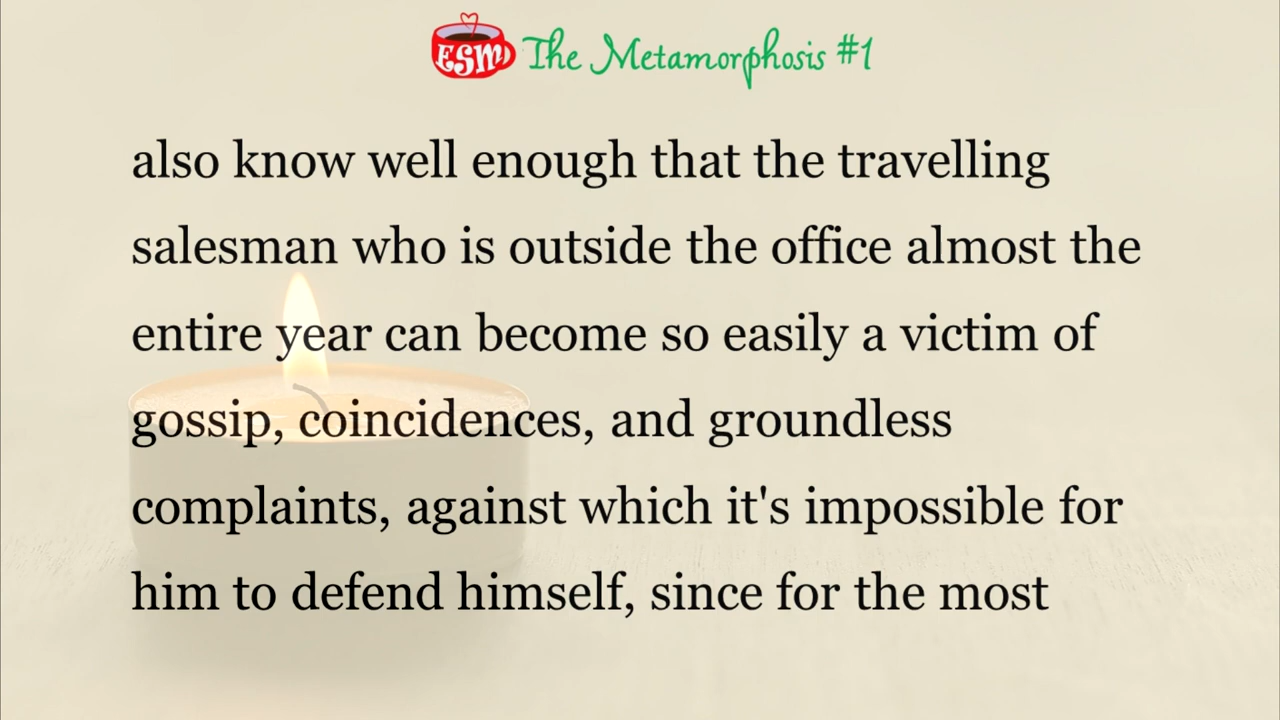 ESM The Metamorphosis #1
also know well enough that the travelling
salesman who is outside the office almost the
entire year can become so easily a victim of
gossip, coincidences, and groundless
complaints, against which it's impossible for
him to defend himself, since for the most